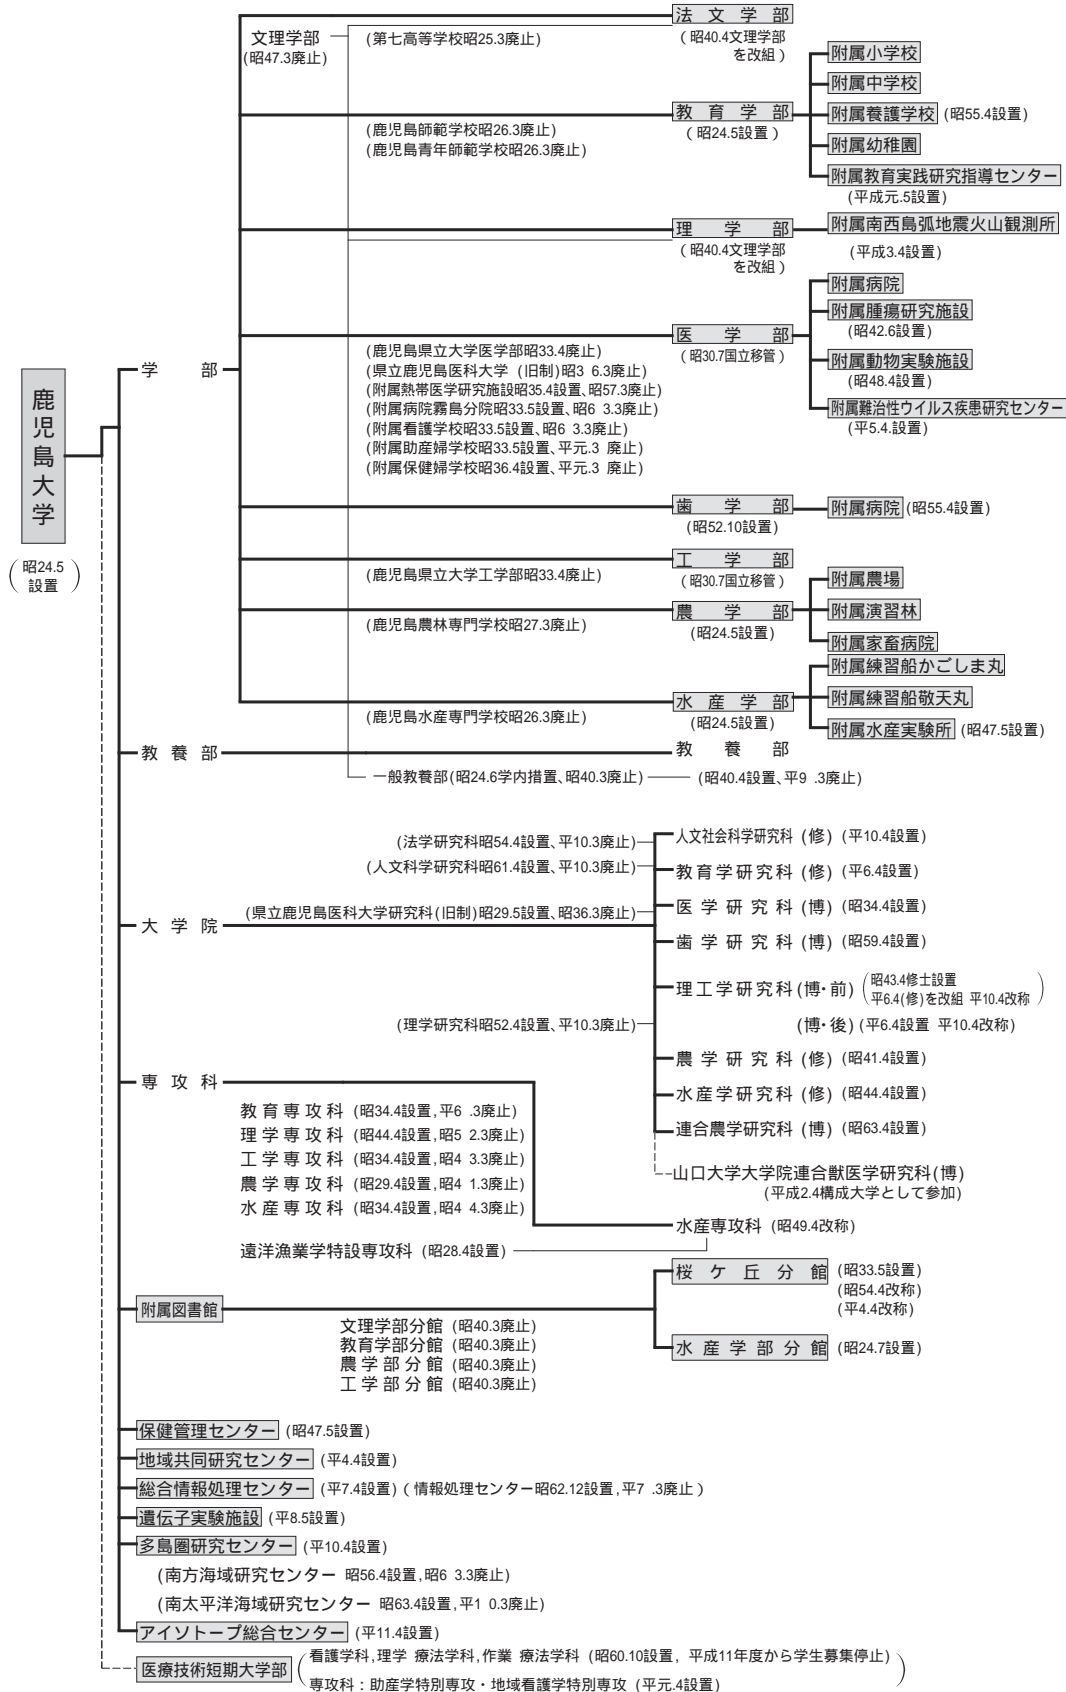 鹿児島大学
(昭24.5
設置)
学部
文理学部
(昭47.3廃止)
(第七高等学校昭25.3廃止)
法文学部
(昭40.4文理学部
を改組)
(鹿児島師範学校昭26.3廃止)
(鹿児島青年師範学校昭26.3廃止)
教育学部
(昭24.5設置)
附属小学校
附属中学校
附属養護学校 (昭55.4設置)
附属幼稚園
附属教育実践研究指導センター
(平成元.5設置)
理学部
(昭40.4文理学部
を改組)
附属南西島弧地震火山観測所
(平成3.4設置)
医学部
(昭30.7国立移管)
(鹿児島県立大学医学部昭33.4廃止)
(県立鹿児島医科大学 (旧制)昭3 6.3廃止)
(附属熱帯医学研究施設昭35.4設置、昭57.3廃止)
(附属病院霧島分院昭33.5設置、昭6 3.3廃止)
(附属看護学校昭33.5設置、昭6 3.3廃止)
(附属助産婦学校昭33.5設置、平元.3 廃止)
(附属保健婦学校昭36.4設置、平元.3 廃止)
附属病院
附属腫瘍研究施設
(昭42.6設置)
附属動物実験施設
(昭48.4設置)
附属難治性ウイルス疾患研究センター
(平5.4.設置)
歯学部
(昭52.10設置)
附属病院 (昭55.4設置)
工学部
(昭30.7国立移管)
(鹿児島県立大学工学部昭33.4廃止)
農学部
(昭24.5設置)
(鹿児島農林専門学校昭27.3廃止)
附属農場
附属演習林
附属家畜病院
水産学部
(昭24.5設置)
(鹿児島水産専門学校昭26.3廃止)
附属練習船かごしま丸
附属練習船敬天丸
附属水産実験所 (昭47.5設置)
教養部
教養部
一般教養部(昭24.6学内措置、昭40.3廃止)
(昭40.4設置、平9 .3廃止)
大学院
(法学研究科昭54.4設置、平10.3廃止)
(人文科学研究科昭61.4設置、平10.3廃止)
(県立鹿児島医科大学研究科(旧制)昭29.5設置、昭36.3廃止)
(理学研究科昭52.4設置、平10.3廃止)
人文社会科学研究科 (修) (平10.4設置)
教育学研究科 (修) (平6.4設置)
医学研究科 (博) (昭34.4設置)
歯学研究科 (博) (昭59.4設置)
理工学研究科 (博・前) (昭43.4修士設置
平6.4(修)を改組 平10.4改称)
(博・後) (平6.4設置 平10.4改称)
農学研究科 (修) (昭41.4設置)
水産学研究科 (修) (昭44.4設置)
連合農学研究科 (博) (昭63.4設置)
山口大学大学院連合獣医学研究科(博)
(平成2.4構成大学として参加)
専攻科
教育専攻科 (昭34.4設置,平6 .3廃止)
理学専攻科 (昭44.4設置,昭5 2.3廃止)
工学専攻科 (昭34.4設置,昭4 3.3廃止)
農学専攻科 (昭29.4設置,昭4 1.3廃止)
水産専攻科 (昭34.4設置,昭4 4.3廃止)
水産専攻科 (昭49.4改称)
遠洋漁業学特設専攻科 (昭28.4設置)
附属図書館
文理学部分館 (昭40.3廃止)
教育学部分館 (昭40.3廃止)
農学部分館 (昭40.3廃止)
工学部分館 (昭40.3廃止)
桜ケ丘分館 (昭33.5設置)
(昭54.4改称)
(平4.4改称)
水産学部分館 (昭24.7設置)
保健管理センター (昭47.5設置)
地域共同研究センター (平4.4設置)
総合情報処理センター (平7.4設置) (情報処理センター昭62.12設置,平7 .3廃止)
遺伝子実験施設 (平8.5設置)
多島圏研究センター (平10.4設置)
(南方海域研究センター 昭56.4設置,昭6 3.3廃止)
(南太平洋海域研究センター 昭63.4設置,平1 0.3廃止)
アイソトープ総合センター (平11.4設置)
医療技術短期大学部 (看護学科,理学 療法学科,作業 療法学科 (昭60.10設置, 平成11年度から学生募集停止)
専攻科：助産学特別専攻・地域看護学特別専攻 (平元.4設置))